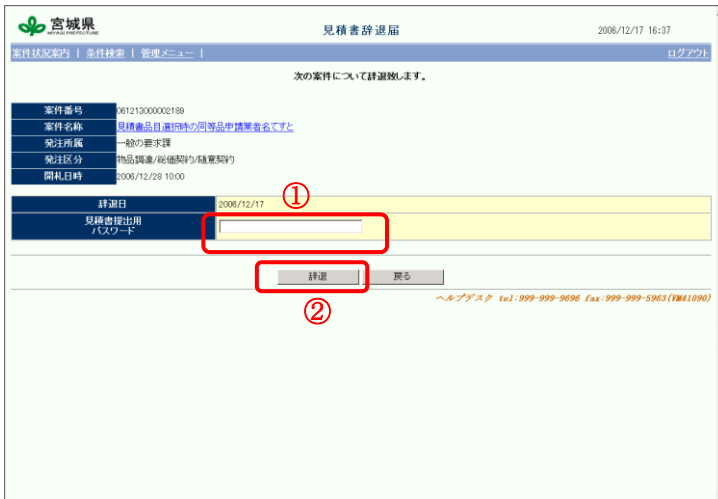 宮城県
MIYAGI PREFECTURE
見積書辞退届
2006/12/17 16:37
案件状況案内 | 条件検索 | 管理メニュー |
ログアウト
次の案件について辞退致します。
案件番号 061213000002189
案件名称 見積書品目選択時の同等品申請業者名てすと
発注所属 一般の要求課
発注区分 物品調達/総価契約/随意契約
開札日時 2006/12/28 10:00
①
辞退日 2006/12/17
見積書提出用
パスワード
辞退 戻る
②
ヘルプデスク tel:999-999-9696 fax:999-999-5963(VM41090)